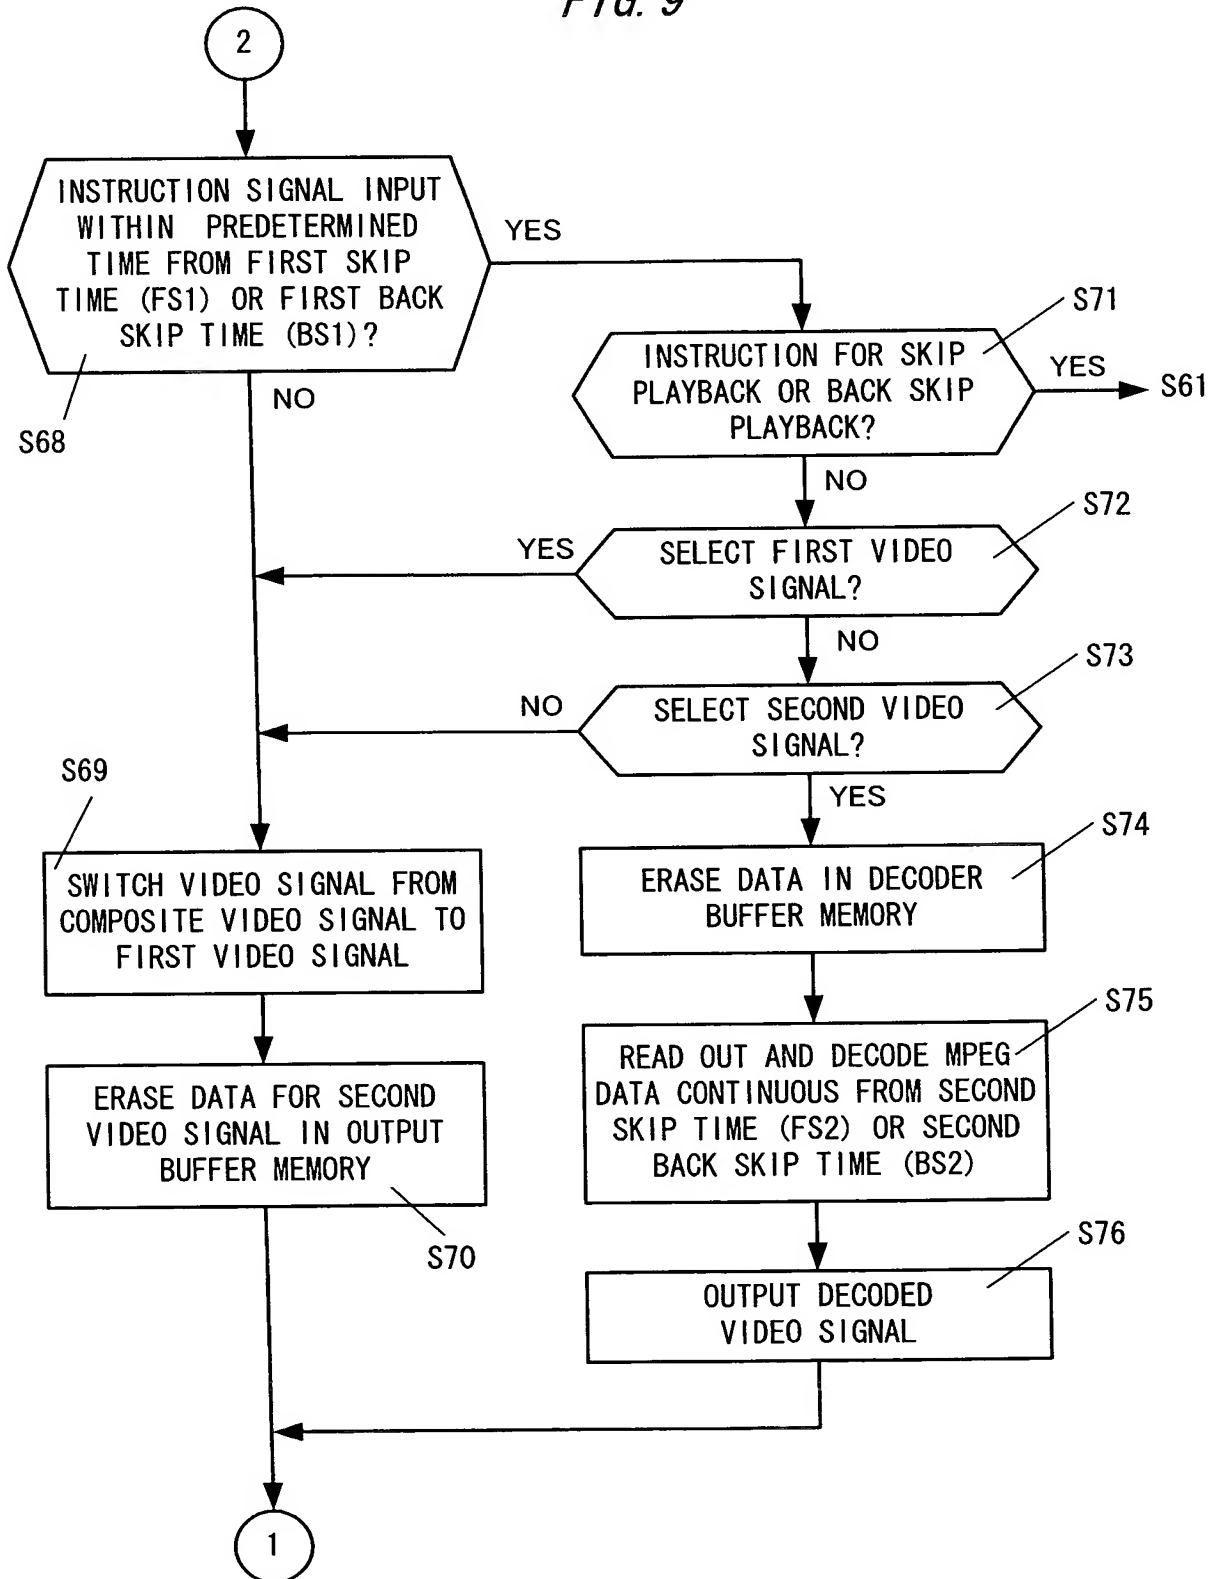 FIG. 9
2
INSTRUCTION SIGNAL INPUT
WITHIN PREDETERMINED
TIME FROM FIRST SKIP
TIME (FS1) OR FIRST BACK
SKIP TIME (BS1)?
YES
NO
S68
S71
INSTRUCTION FOR SKIP
PLAYBACK OR BACK SKIP
PLAYBACK?
YES
S61
NO
S72
SELECT FIRST VIDEO
SIGNAL?
YES
NO
S73
SELECT SECOND VIDEO
SIGNAL?
NO
YES
S69
SWITCH VIDEO SIGNAL FROM
COMPOSITE VIDEO SIGNAL TO
FIRST VIDEO SIGNAL
S74
ERASE DATA IN DECODER
BUFFER MEMORY
ERASE DATA FOR SECOND
VIDEO SIGNAL IN OUTPUT
BUFFER MEMORY
S70
S75
READ OUT AND DECODE MPEG
DATA CONTINUOUS FROM SECOND
SKIP TIME (FS2) OR SECOND
BACK SKIP TIME (BS2)
S76
OUTPUT DECODED
VIDEO SIGNAL
1